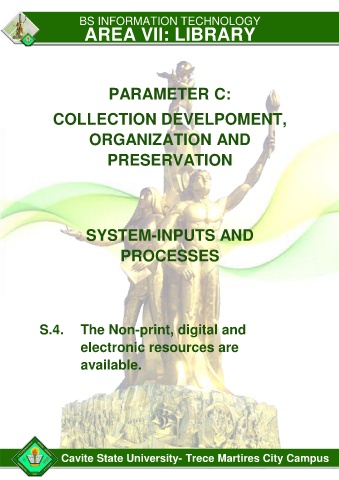 BS INFORMATION TECHNOLOGY
AREA VII: LIBRARY
PARAMETER C:
COLLECTION DEVELPOMENT,
ORGANIZATION AND
PRESERVATION
SYSTEM-INPUTS AND
PROCESSES
S.4. The Non-print, digital and
electronic resources are
available.
Cavite State University- Trece Martires City Campus